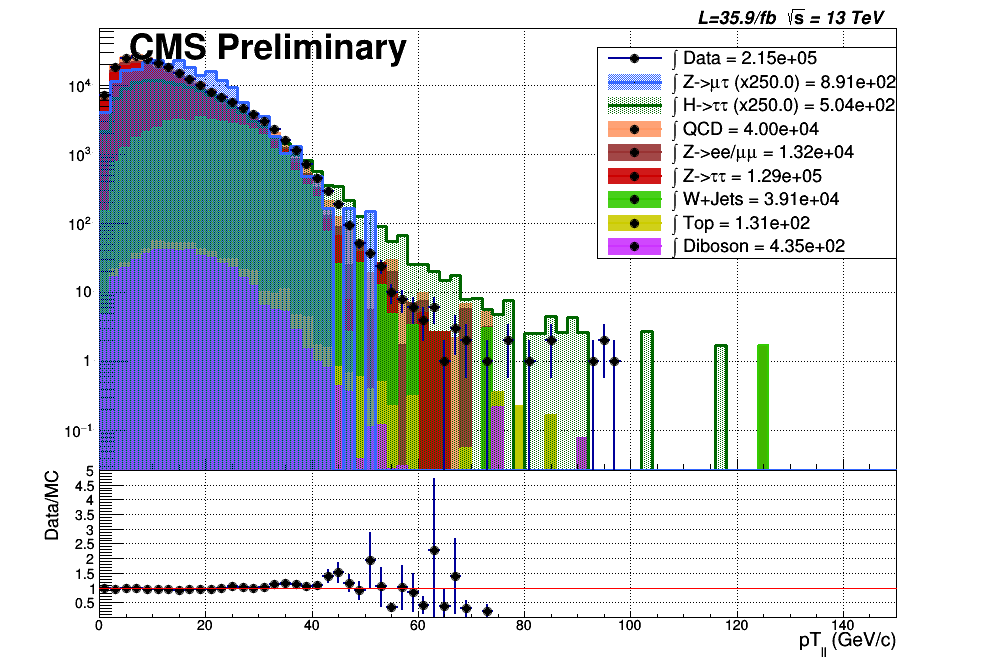 L=35.9/fb √s = 13 TeV
CMS Preliminary
∫ Data = 2.15e+05
∫ Z->μτ (x250.0) = 8.91e+02
∫ H->ττ (x250.0) = 5.04e+02
∫ QCD = 4.00e+04
∫ Z->ee/μμ = 1.32e+04
∫ Z->ττ = 1.29e+05
∫ W+Jets = 3.91e+04
∫ Top = 1.31e+02
∫ Diboson = 4.35e+02
10⁴
10³
10²
10
1
10⁻¹
Data/MC
5
4.5
4
3.5
3
2.5
2
1.5
1
0.5
0 20 40 60 80 100 120 140
pT|| (GeV/c)